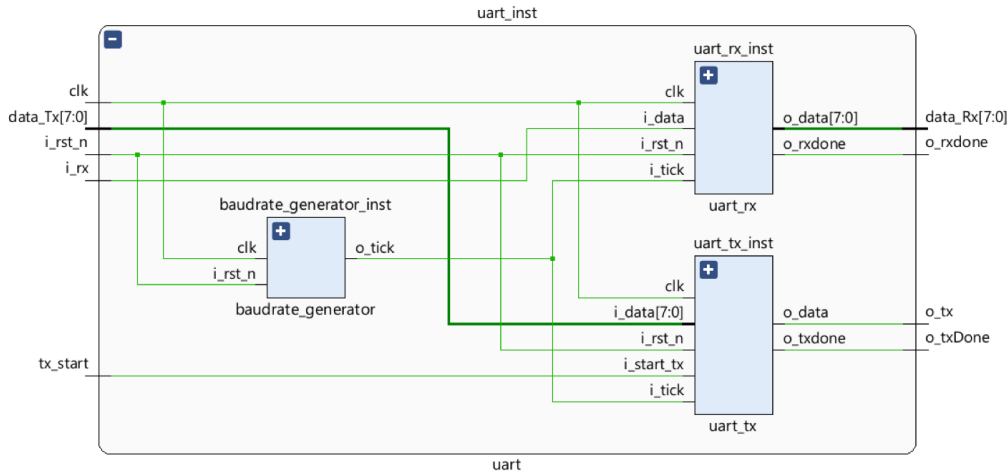 uart_inst
uart_rx_inst
clk
clk
data_Tx[7:0]
i_data
o_data[7:0]
data_Rx[7:0]
i_rst_n
i_rst_n
o_rxdone
o_rxdone
i_rx
i_tick
baudrate_generator_inst
uart_rx
clk
o_tick
uart_tx_inst
i_rst_n
clk
baudrate_generator
i_data[7:0]
o_data
o_tx
i_rst_n
o_txdone
o_txDone
tx_start
i_start_tx
i_tick
uart_tx
uart